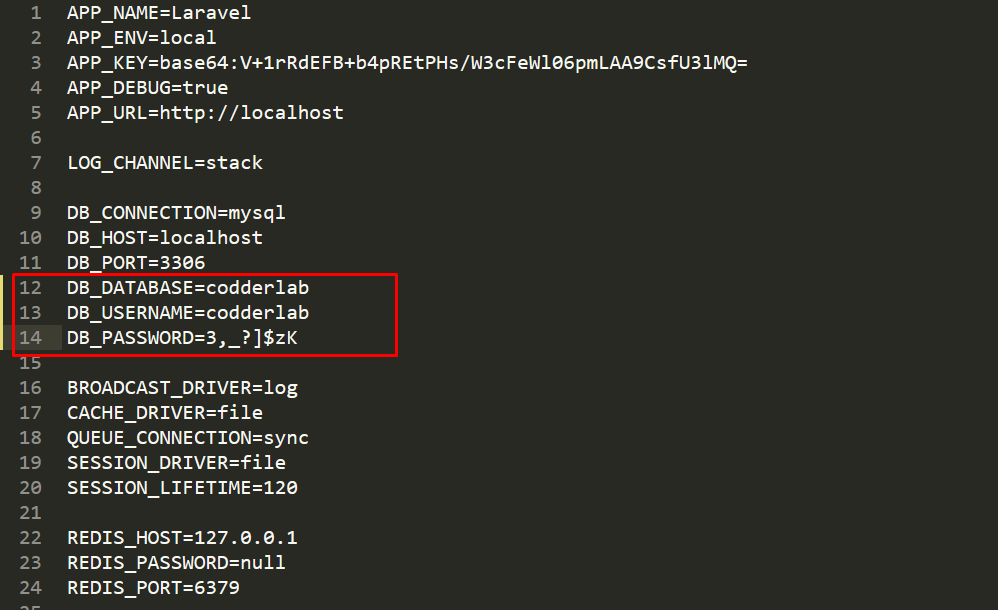 1 APP_NAME=Laravel
2 APP_ENV=local
3 APP_KEY=base64:V+1rRdEFB+b4pREtPHs/W3cFeWl06pmLAA9CsfU3lMQ=
4 APP_DEBUG=true
5 APP_URL=http://localhost
6
7 LOG_CHANNEL=stack
8
9 DB_CONNECTION=mysql
10 DB_HOST=localhost
11 DB_PORT=3306
12 DB_DATABASE=codderlab
13 DB_USERNAME=codderlab
14 DB_PASSWORD=3,_?]$zK
15
16 BROADCAST_DRIVER=log
17 CACHE_DRIVER=file
18 QUEUE_CONNECTION=sync
19 SESSION_DRIVER=file
20 SESSION_LIFETIME=120
21
22 REDIS_HOST=127.0.0.1
23 REDIS_PASSWORD=null
24 REDIS_PORT=6379